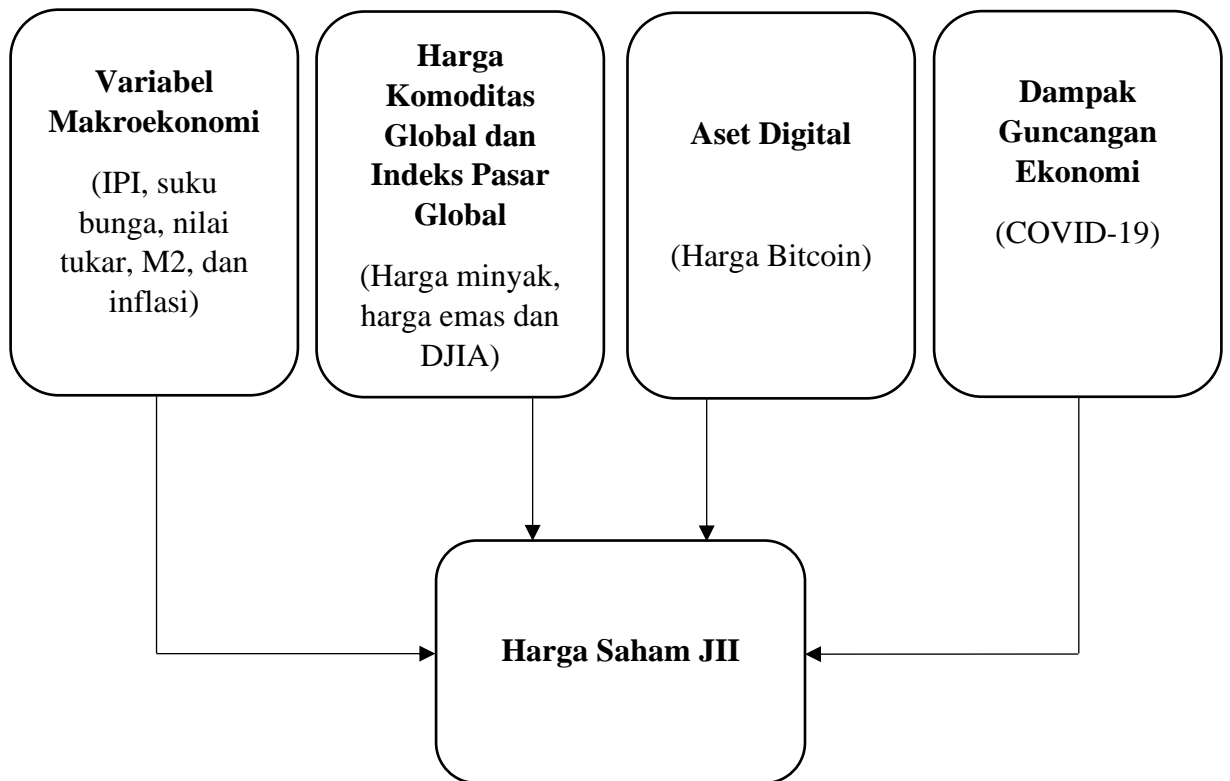 Variabel
Makroekonomi
(IPI, suku
bunga, nilai
tukar, M2, dan
inflasi)
Harga
Komoditas
Global dan
Indeks Pasar
Global
(Harga minyak,
harga emas dan
DJIA)
Aset Digital
(Harga Bitcoin)
Dampak
Guncangan
Ekonomi
(COVID-19)
Harga Saham JII